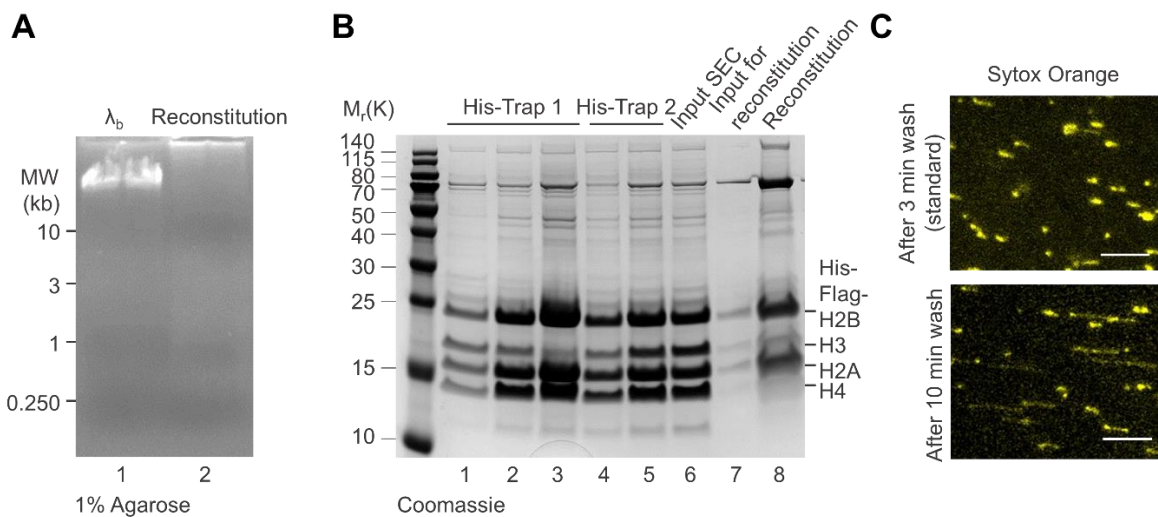 A
λb Reconstitution
MW
(kb)
10
3
1
0.250
1 2
1% Agarose
B
Mr(K)
His-Trap 1 His-Trap 2
Input SEC
Input for
reconstitution
Reconstitution
140
80
70
50
40
30
25
15
10
His-
Flag-
H2B
H3
H2A
H4
1 2 3 4 5 6 7 8
Coomassie
C
Sytox Orange
After 3 min wash
(standard)
After 10 min wash